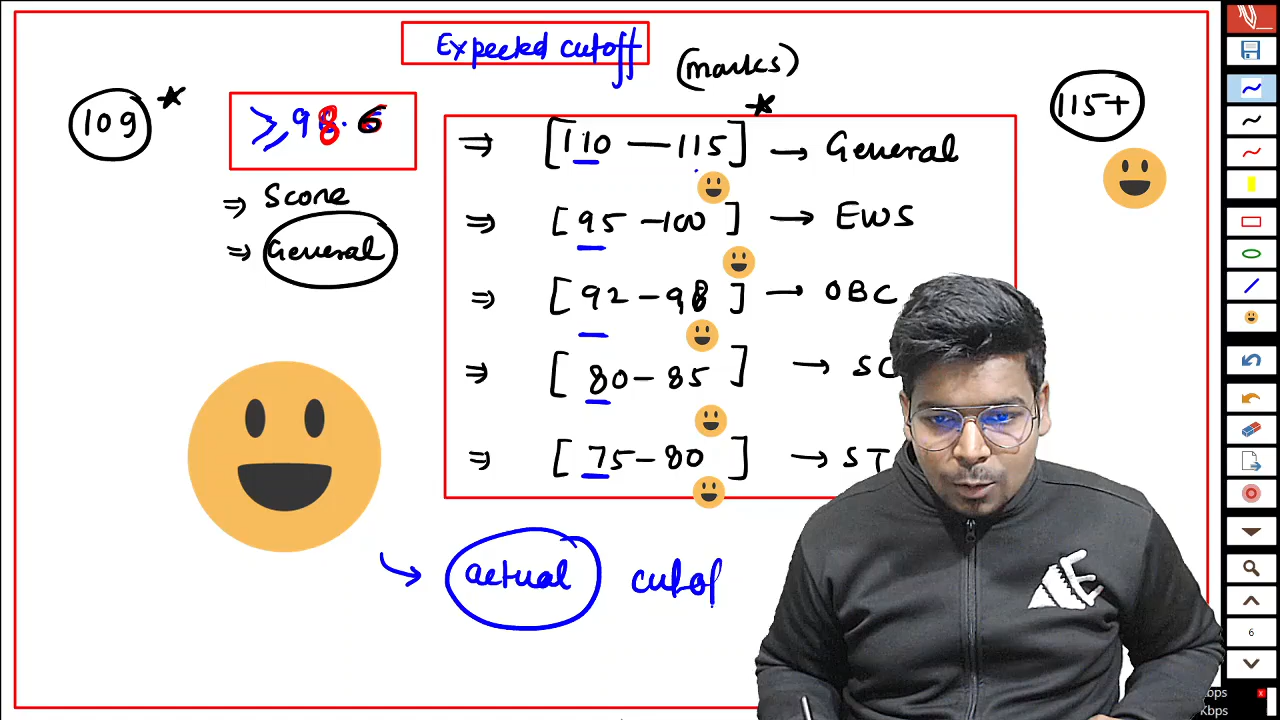 Expected cutoff
(marks)
109
115+
[110 — 115] → General
⇒ Score
⇒ General
⇒ [95 - 100] → EWS
⇒ [92 - 98] → OBC
⇒ [80 - 85] → SC
⇒ [75 - 80] → ST
↳ actual cutof
6
Kbps